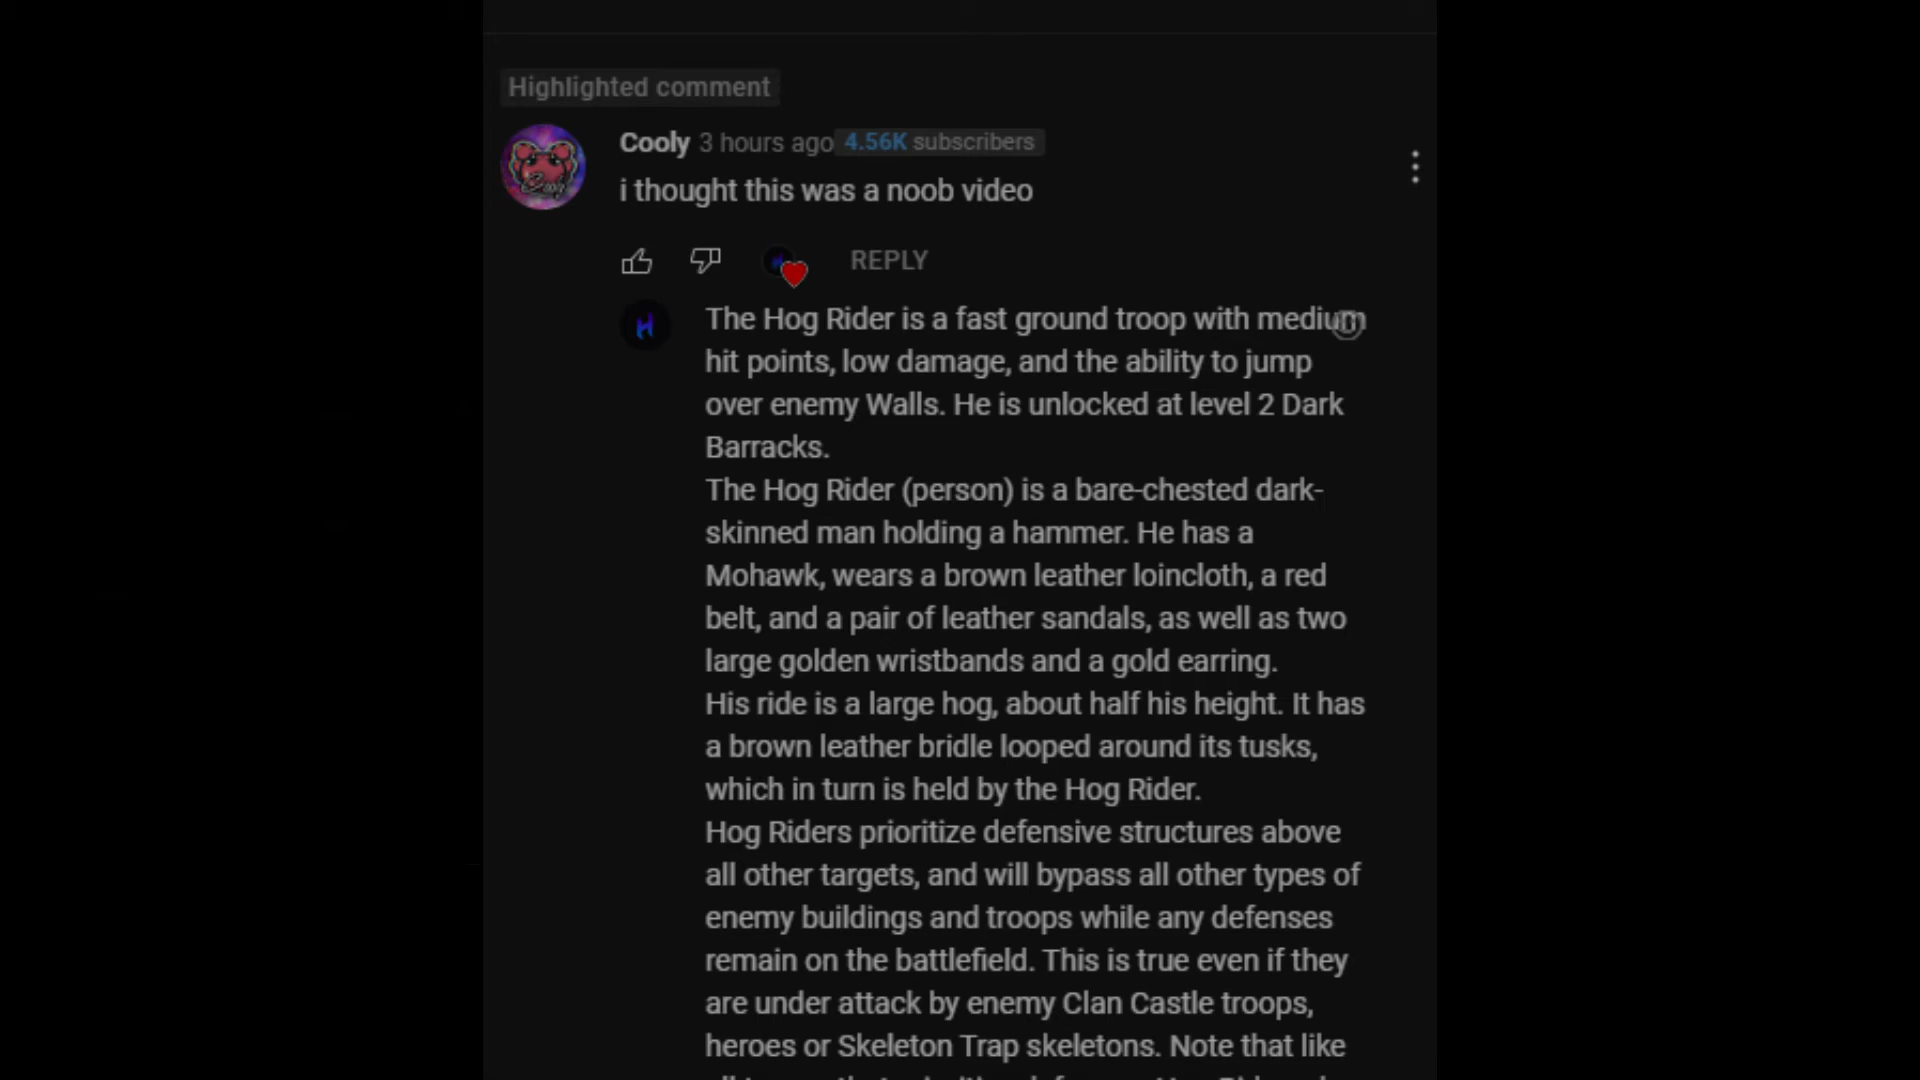 Highlighted comment
Cooly 3 hours ago 4.56K subscribers
i thought this was a noob video
REPLY
The Hog Rider is a fast ground troop with medium
hit points, low damage, and the ability to jump
over enemy Walls. He is unlocked at level 2 Dark
Barracks.
The Hog Rider (person) is a bare-chested dark-
skinned man holding a hammer. He has a
Mohawk, wears a brown leather loincloth, a red
belt, and a pair of leather sandals, as well as two
large golden wristbands and a gold earring.
His ride is a large hog, about half his height. It has
a brown leather bridle looped around its tusks,
which in turn is held by the Hog Rider.
Hog Riders prioritize defensive structures above
all other targets, and will bypass all other types of
enemy buildings and troops while any defenses
remain on the battlefield. This is true even if they
are under attack by enemy Clan Castle troops,
heroes or Skeleton Trap skeletons. Note that like